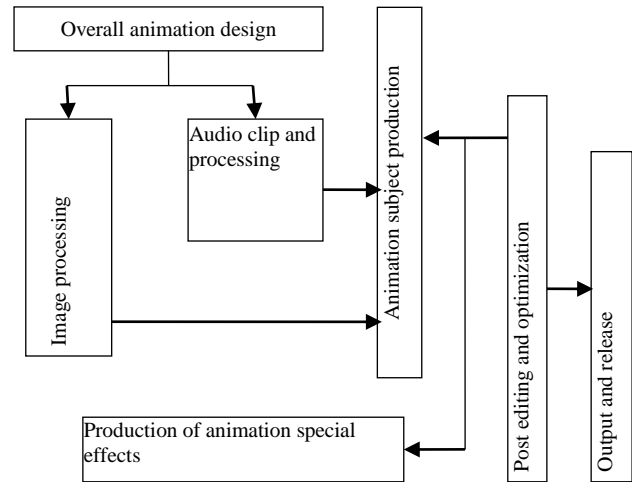 Overall animation design
Image processing
Audio clip and
processing
Animation subject production
Production of animation special
effects
Post editing and optimization
Output and release